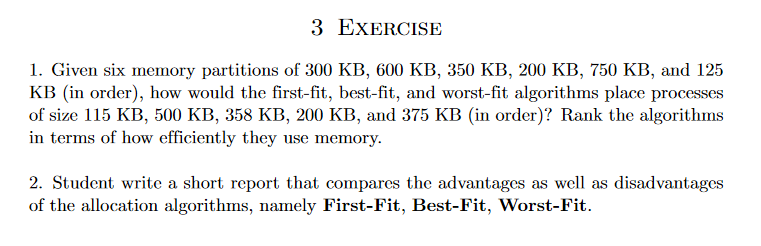 3 EXERCISE
1. Given six memory partitions of 300 KB, 600 KB, 350 KB, 200 KB, 750 KB, and 125
KB (in order), how would the first-fit, best-fit, and worst-fit algorithms place processes
of size 115 KB, 500 KB, 358 KB, 200 KB, and 375 KB (in order)? Rank the algorithms
in terms of how efficiently they use memory.
2. Student write a short report that compares the advantages as well as disadvantages
of the allocation algorithms, namely First-Fit, Best-Fit, Worst-Fit.